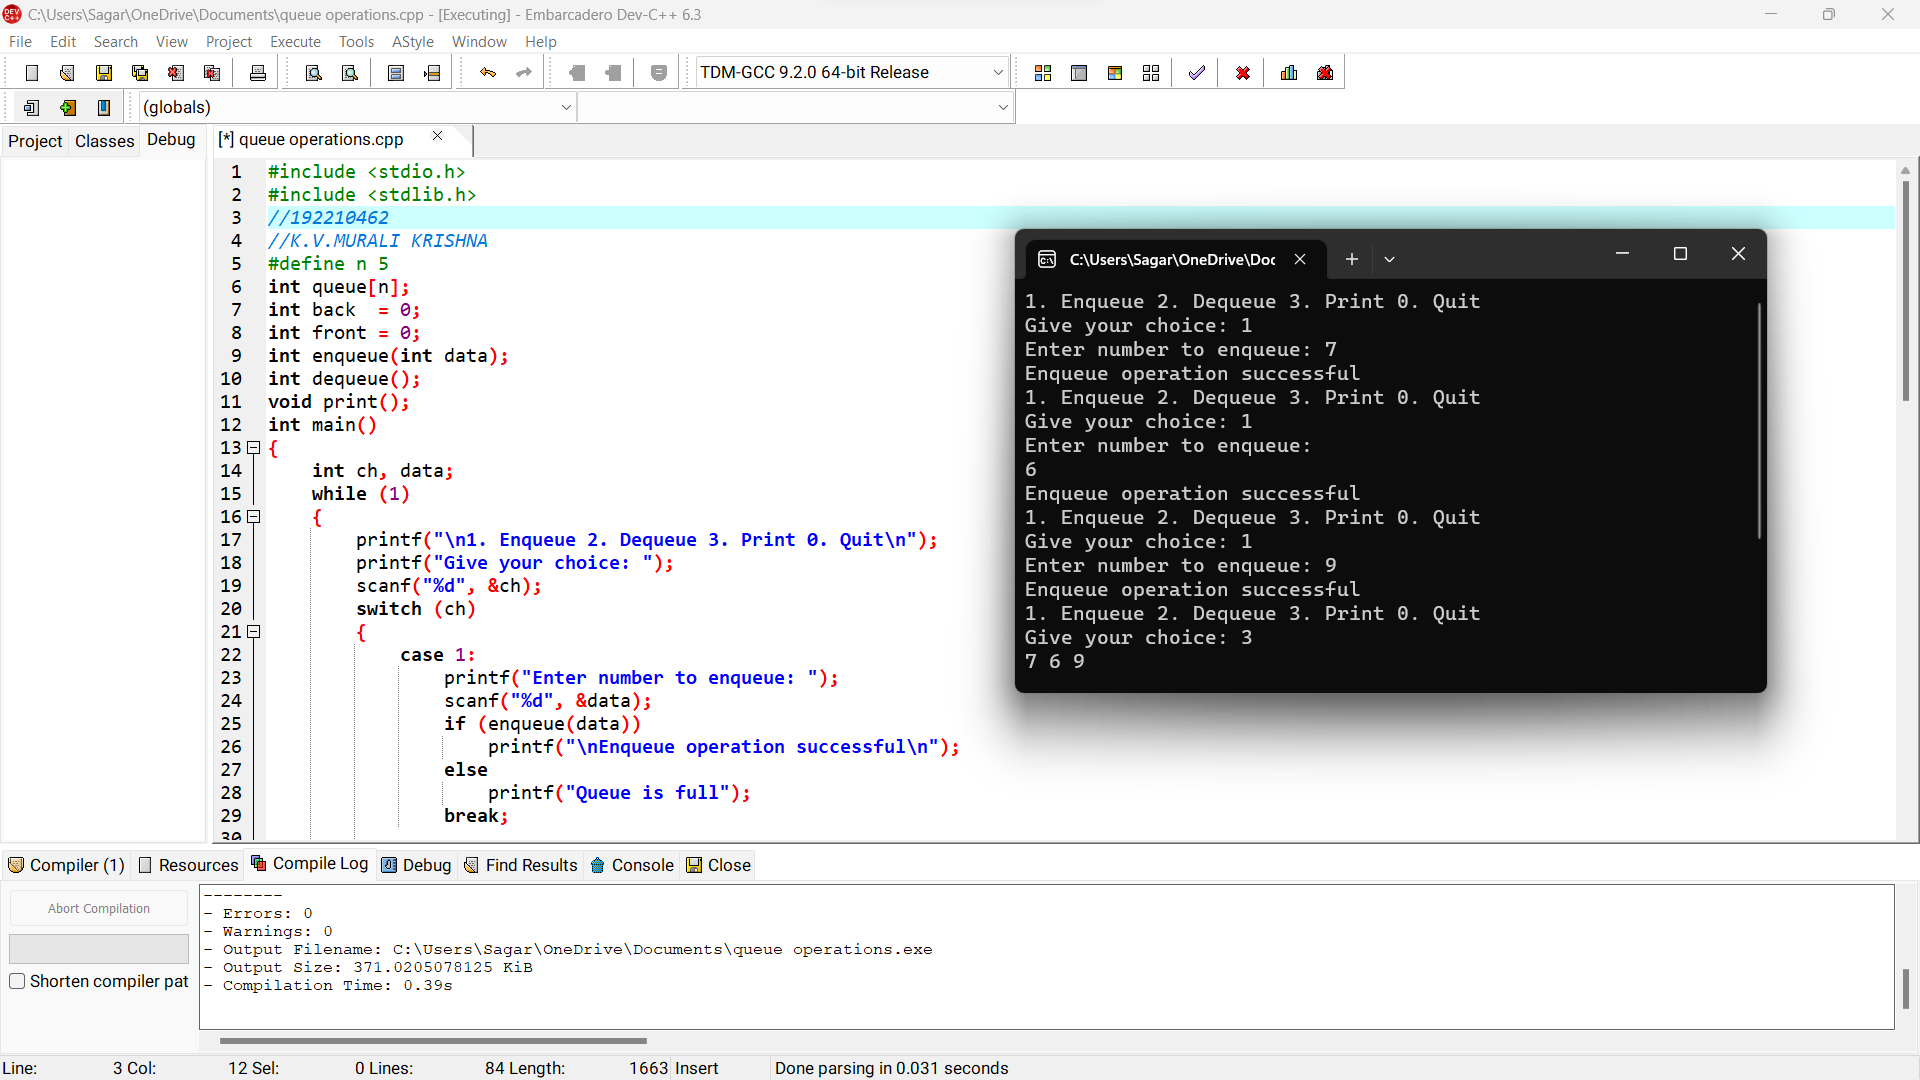 C:\Users\Sagar\OneDrive\Documents\queue operations.cpp - [Executing] - Embarcadero Dev-C++ 6.3
File Edit Search View Project Execute Tools AStyle Window Help
TDM-GCC 9.2.0 64-bit Release
(globals)
Project Classes Debug
[*] queue operations.cpp
1 #include <stdio.h>
2 #include <stdlib.h>
3 //192210462
4 //K.V.MURALI KRISHNA
5 #define n 5
6 int queue[n];
7 int back  = 0;
8 int front = 0;
9 int enqueue(int data);
10 int dequeue();
11 void print();
12 int main()
13 {
14 int ch, data;
15 while (1)
16 {
17 printf("\n1. Enqueue 2. Dequeue 3. Print 0. Quit\n");
18 printf("Give your choice: ");
19 scanf("%d", &ch);
20 switch (ch)
21 {
22 case 1:
23 printf("Enter number to enqueue: ");
24 scanf("%d", &data);
25 if (enqueue(data))
26 printf("\nEnqueue operation successful\n");
27 else
28 printf("Queue is full");
29 break;
30
C:\Users\Sagar\OneDrive\Doc
1. Enqueue 2. Dequeue 3. Print 0. Quit
Give your choice: 1
Enter number to enqueue: 7
Enqueue operation successful
1. Enqueue 2. Dequeue 3. Print 0. Quit
Give your choice: 1
Enter number to enqueue:
6
Enqueue operation successful
1. Enqueue 2. Dequeue 3. Print 0. Quit
Give your choice: 1
Enter number to enqueue: 9
Enqueue operation successful
1. Enqueue 2. Dequeue 3. Print 0. Quit
Give your choice: 3
7 6 9
Compiler (1) Resources Compile Log Debug Find Results Console Close
Abort Compilation
Shorten compiler pat
--------
- Errors: 0
- Warnings: 0
- Output Filename: C:\Users\Sagar\OneDrive\Documents\queue operations.exe
- Output Size: 371.0205078125 KiB
- Compilation Time: 0.39s
Line: 3 Col: 12 Sel: 0 Lines: 84 Length: 1663 Insert Done parsing in 0.031 seconds